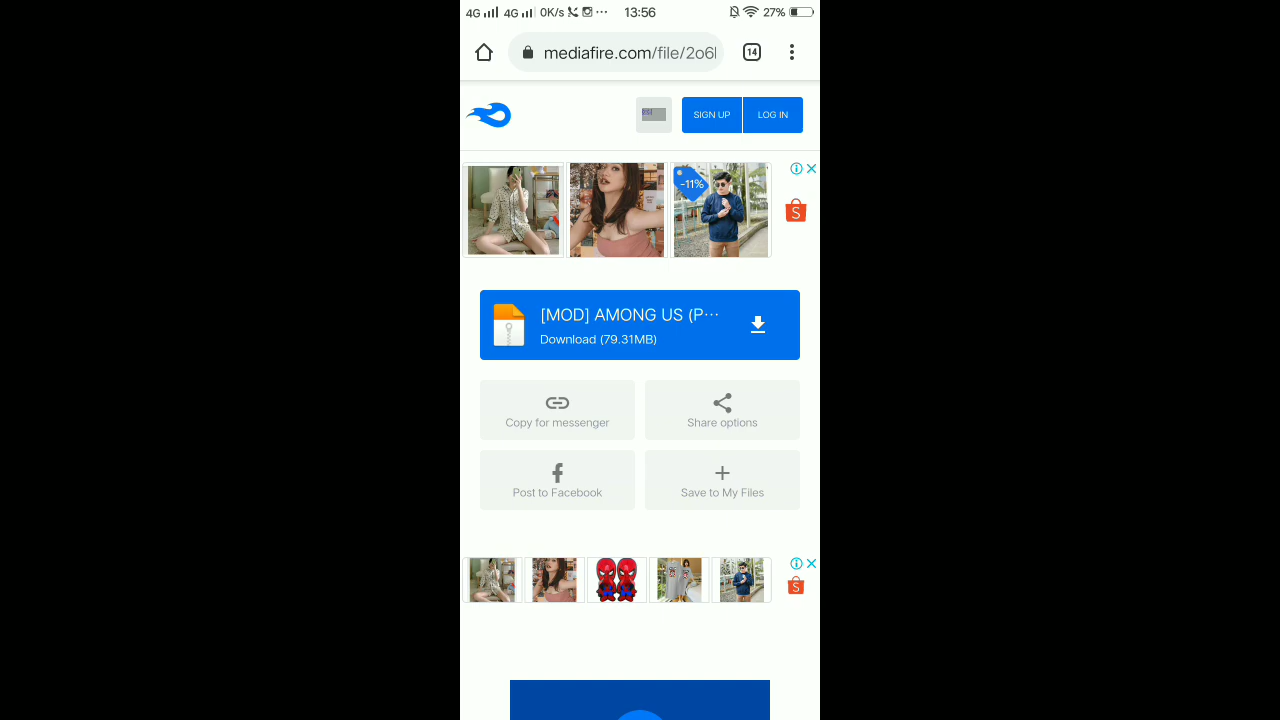 4G 4G 0K/s 13:56 27%
mediafire.com/file/2o6l 14
SIGN UP LOG IN
-11%
[MOD] AMONG US (P···
Download (79.31MB)
Copy for messenger Share options
Post to Facebook Save to My Files